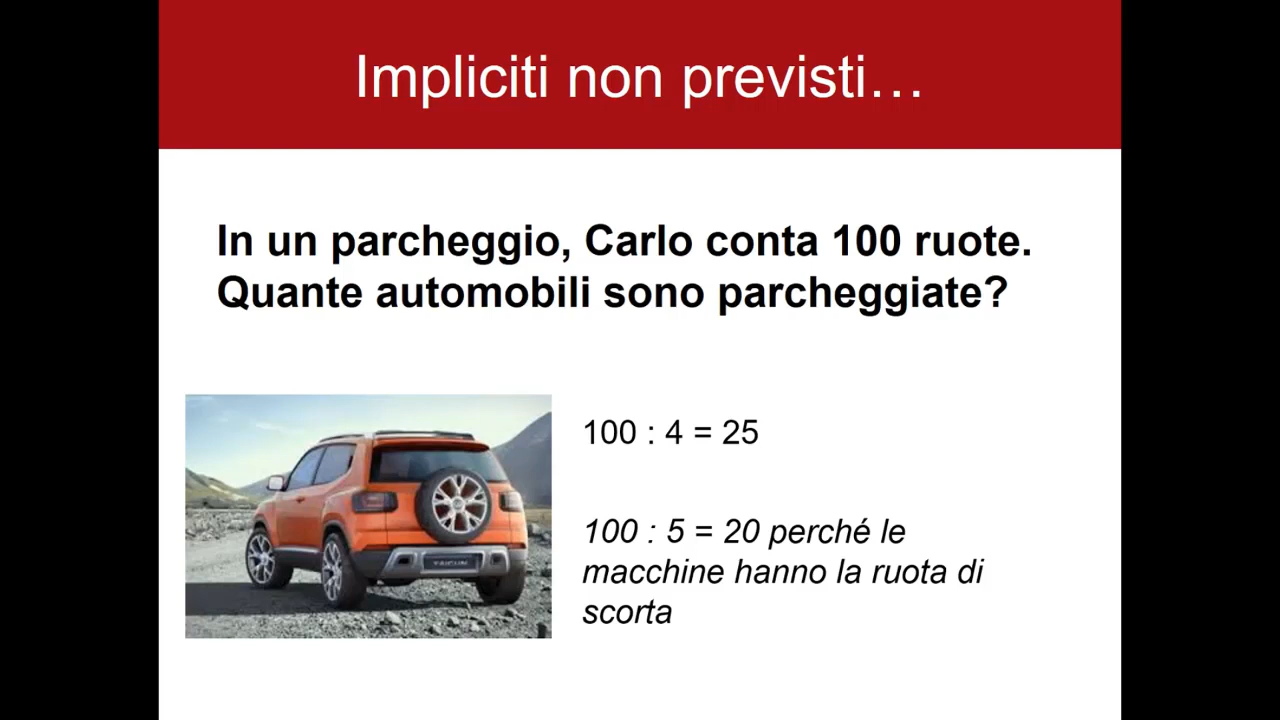 Impliciti non previsti…
In un parcheggio, Carlo conta 100 ruote.
Quante automobili sono parcheggiate?
100 : 4 = 25
100 : 5 = 20 perché le
macchine hanno la ruota di
scorta
TAIGUN